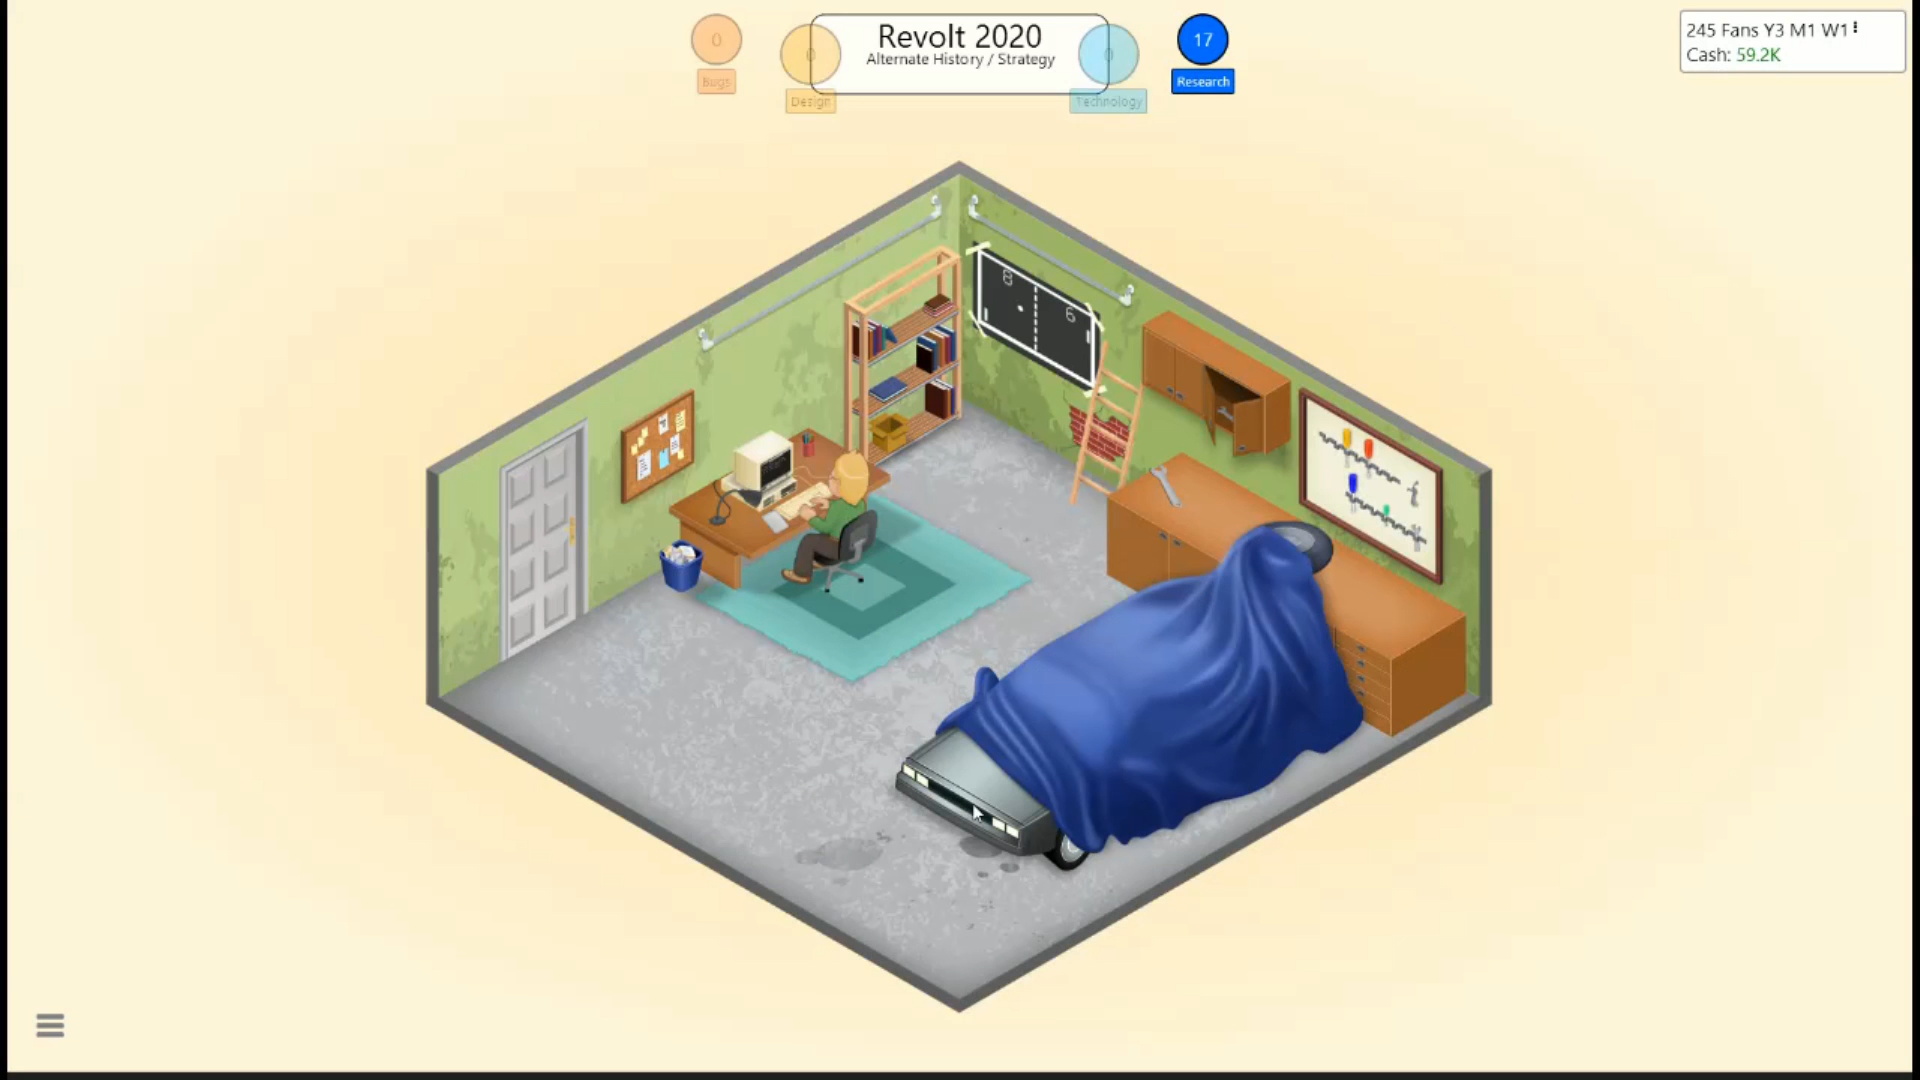 0
Bugs
0
Design
Revolt 2020
Alternate History / Strategy
0
Technology
17
Research
245 Fans Y3 M1 W1
Cash: 59.2K
8
6